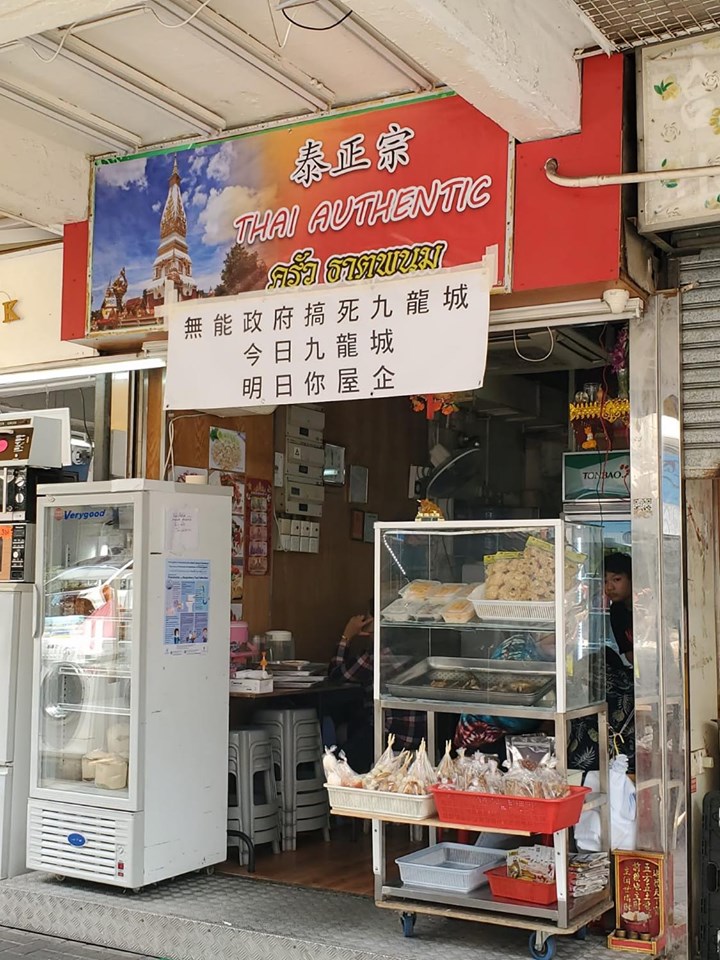 泰正宗
THAI AUTHENTIC
ครัว ธาตุพนม
無能政府搞死九龍城
今日九龍城
明日你屋企
Verygood
TONBAO